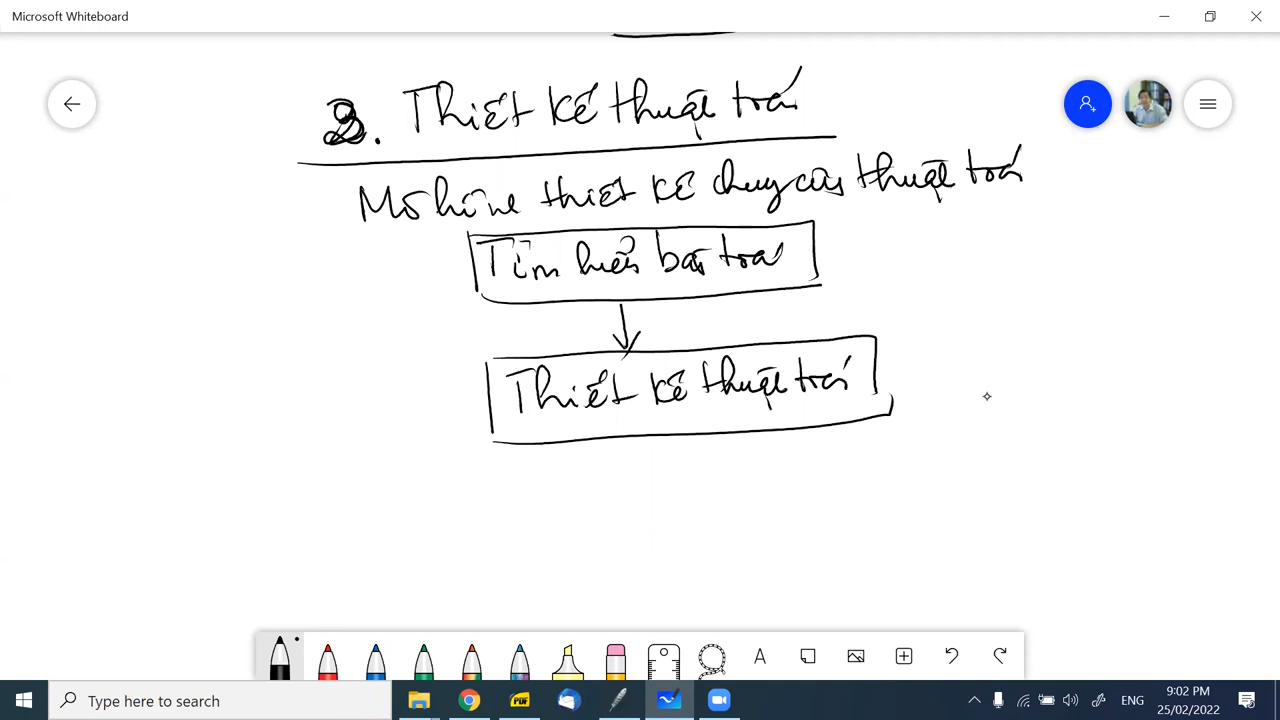 Microsoft Whiteboard
3. Thiết kế thuật toán
Mô hình thiết kế chung của thuật toán
Tìm hiểu bài toán
Thiết kế thuật toán
A
Type here to search
PDF
ENG
9:02 PM
25/02/2022